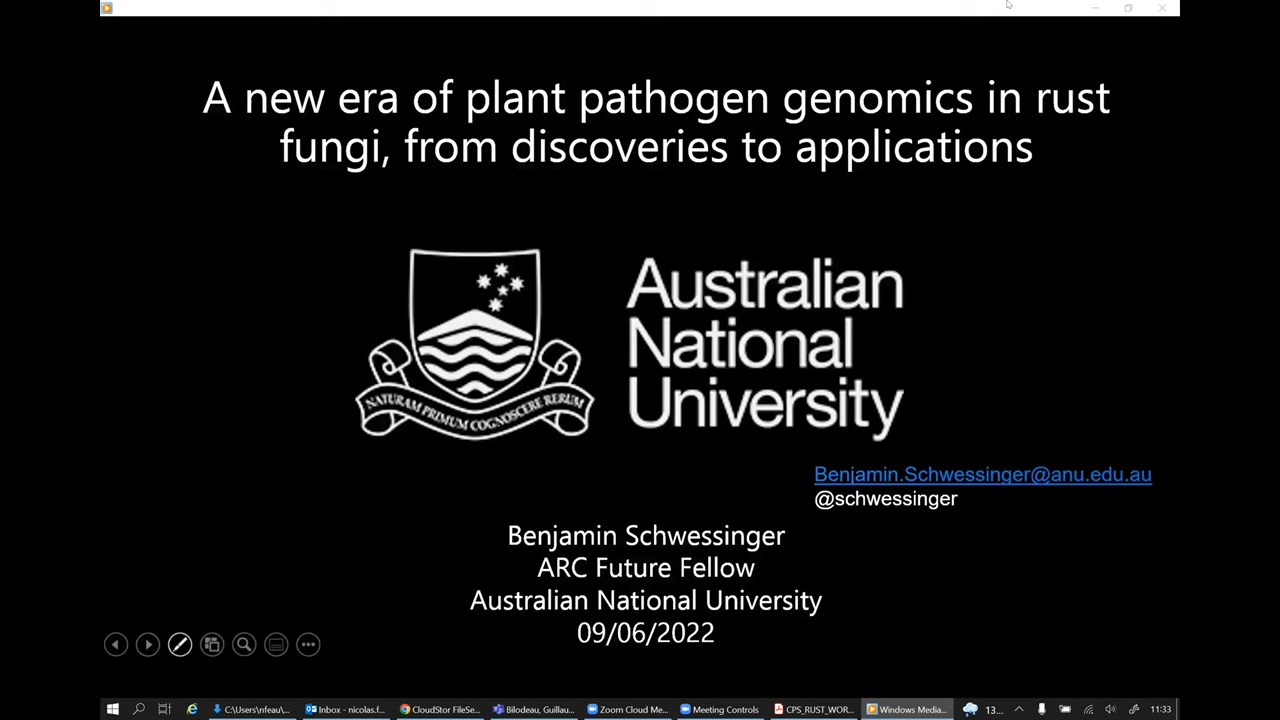 A new era of plant pathogen genomics in rust
fungi, from discoveries to applications
Australian
National
University
NATURAM PRIMUM COGNOSCERE RERUM
Benjamin.Schwessinger@anu.edu.au
@schwessinger
Benjamin Schwessinger
ARC Future Fellow
Australian National University
09/06/2022
C:\Users\nfeau\...
Inbox - nicolas.f...
CloudStor FileSe...
Bilodeau, Guillau...
Zoom Cloud Me...
Meeting Controls
CPS_RUST_WOR...
Windows Media...
13...
11:33